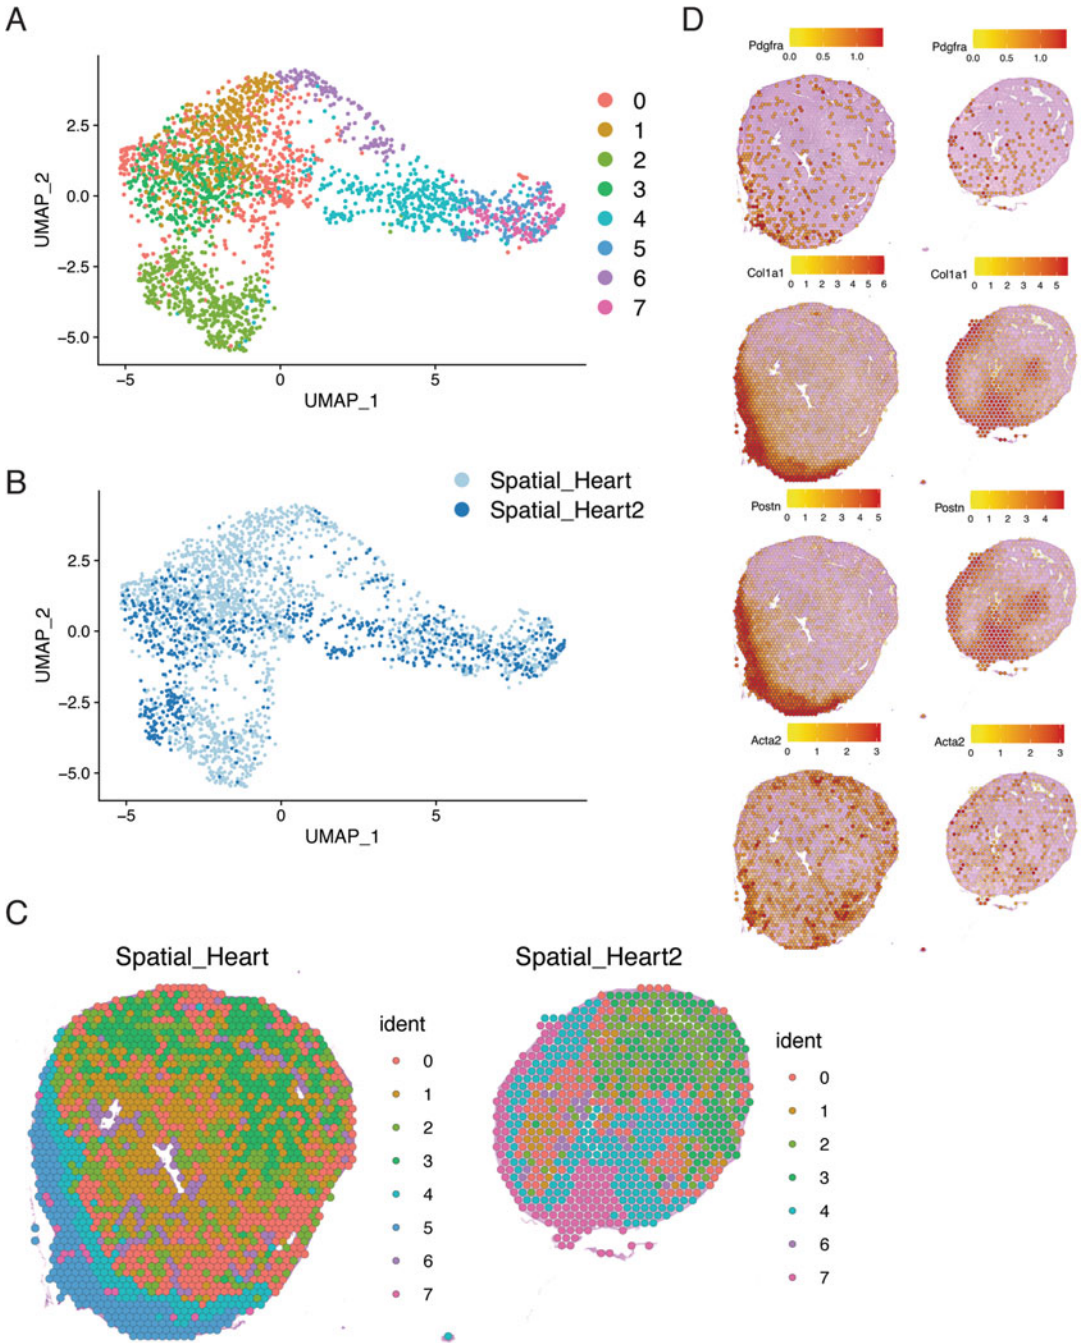 A
UMAP_2
2.5
0.0
−2.5
−5.0
−5 0 5
UMAP_1
0
1
2
3
4
5
6
7
B
Spatial_Heart
Spatial_Heart2
UMAP_2
2.5
0.0
−2.5
−5.0
−5 0 5
UMAP_1
C
Spatial_Heart
ident
0
1
2
3
4
5
6
7
Spatial_Heart2
ident
0
1
2
3
4
6
7
D
Pdgfra
0.0 0.5 1.0
Pdgfra
0.0 0.5 1.0
Col1a1
0 1 2 3 4 5 6
Col1a1
0 1 2 3 4 5
Postn
0 1 2 3 4 5
Postn
0 1 2 3 4
Acta2
0 1 2 3
Acta2
0 1 2 3